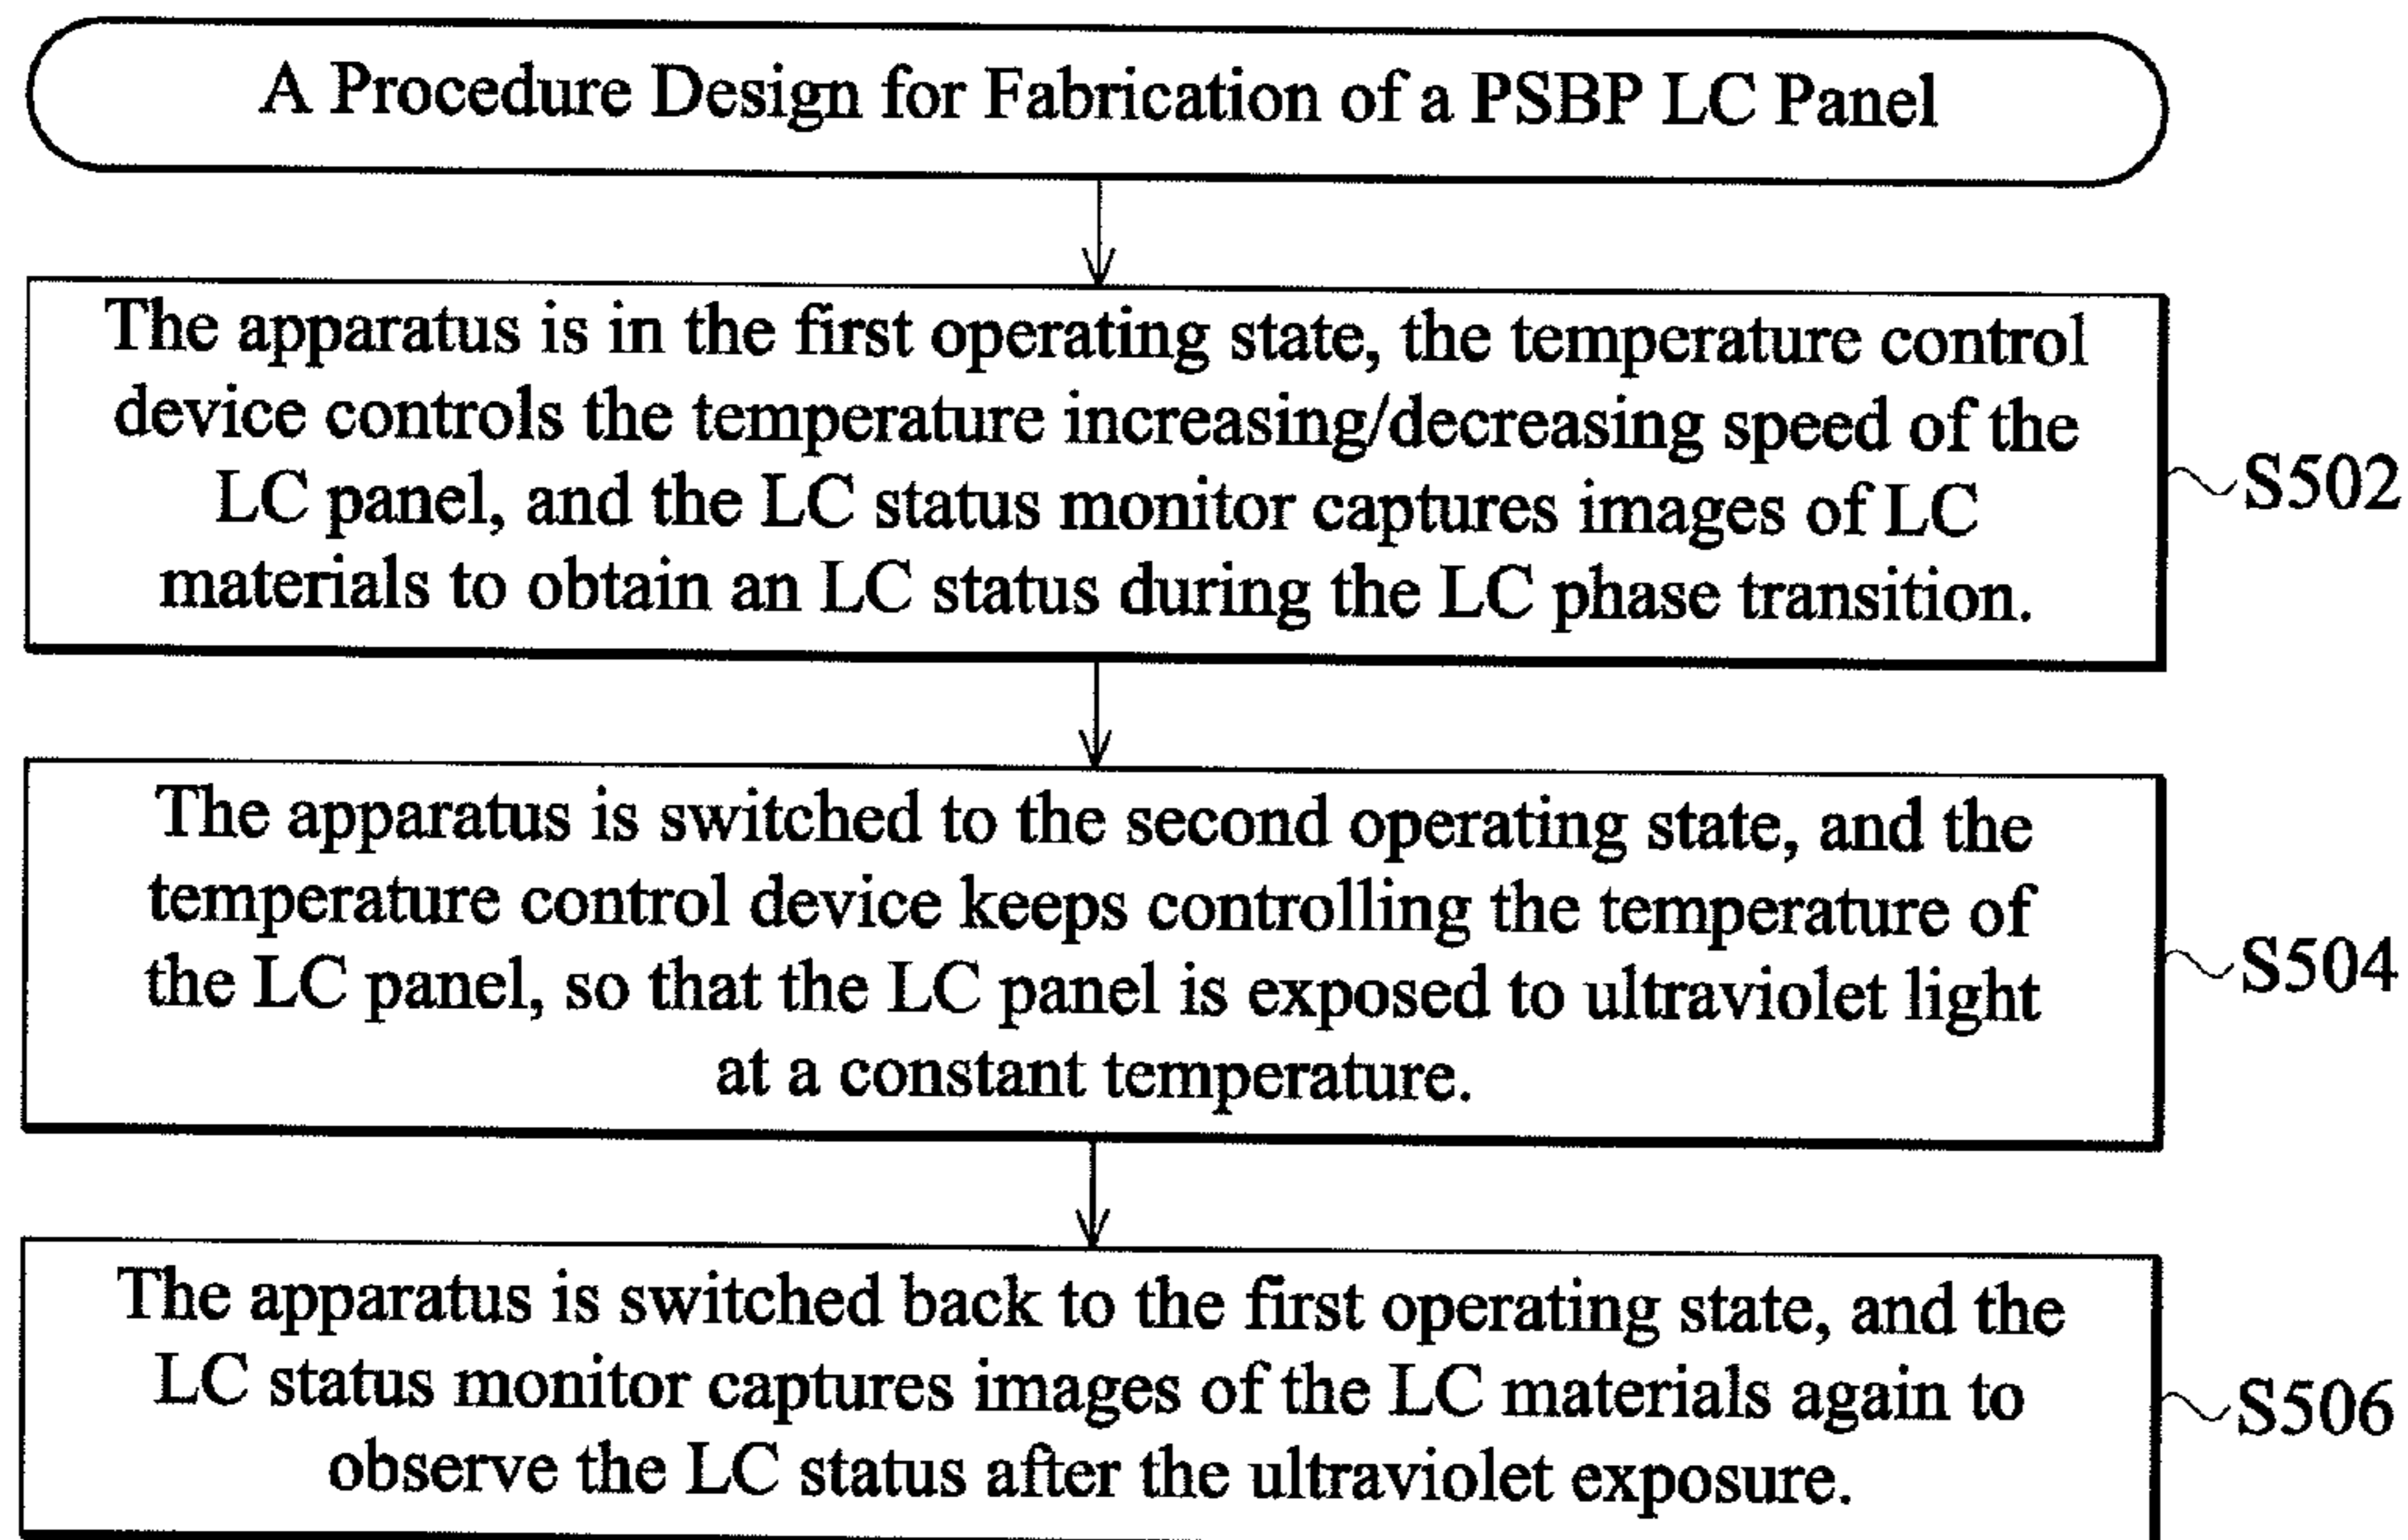 A Procedure Design for Fabrication of a PSBP LC Panel
The apparatus is in the first operating state, the temperature control
device controls the temperature increasing/decreasing speed of the
LC panel, and the LC status monitor captures images of LC
materials to obtain an LC status during the LC phase transition.
S502
The apparatus is switched to the second operating state, and the
temperature control device keeps controlling the temperature of
the LC panel, so that the LC panel is exposed to ultraviolet light
at a constant temperature.
S504
The apparatus is switched back to the first operating state, and the
LC status monitor captures images of the LC materials again to
observe the LC status after the ultraviolet exposure.
S506